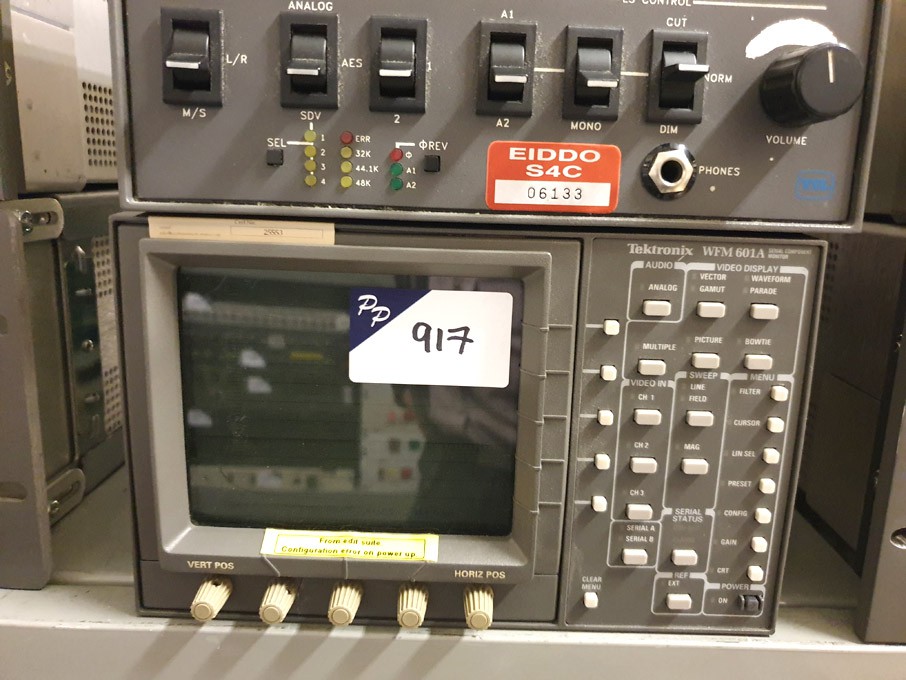 ANALOG
A1
CUT
L/R
AES
1
NORM
M/S
SDV
2
A2
MONO
DIM
VOLUME
SEL
1
2
3
4
ERR
32K
44.1K
48K
ΦREV
Φ
A1
A2
EIDDO
S4C
06133
PHONES
25553
Tektronix WFM 601A SERIAL COMPONENT
MONITOR
AUDIO
VIDEO DISPLAY
ANALOG
VECTOR
GAMUT
WAVEFORM
PARADE
MULTIPLE
PICTURE
BOWTIE
VIDEO IN
SWEEP
MENU
CH 1
LINE
FIELD
FILTER
CURSOR
CH 2
MAG
LIN SEL
PRESET
CH 3
SERIAL
STATUS
CONFIG
SERIAL A
SERIAL B
GAIN
REF
EXT
CRT
CLEAR
MENU
POWER
ON
PP
917
From edit suite
Configuration error on power up
VERT POS
HORIZ POS